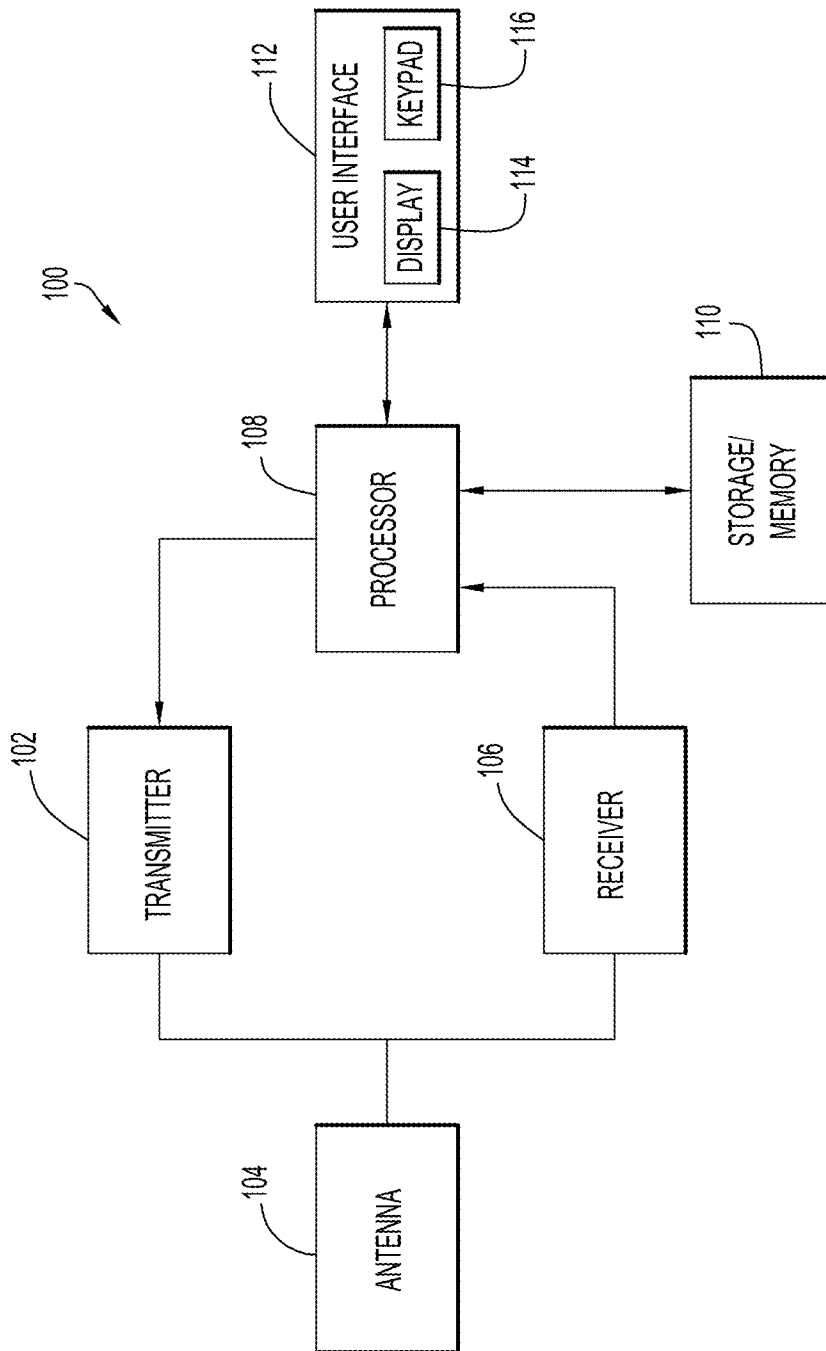 100
102
TRANSMITTER
104
ANTENNA
108
PROCESSOR
112
USER INTERFACE
DISPLAY
KEYPAD
114
116
106
RECEIVER
110
STORAGE/
MEMORY